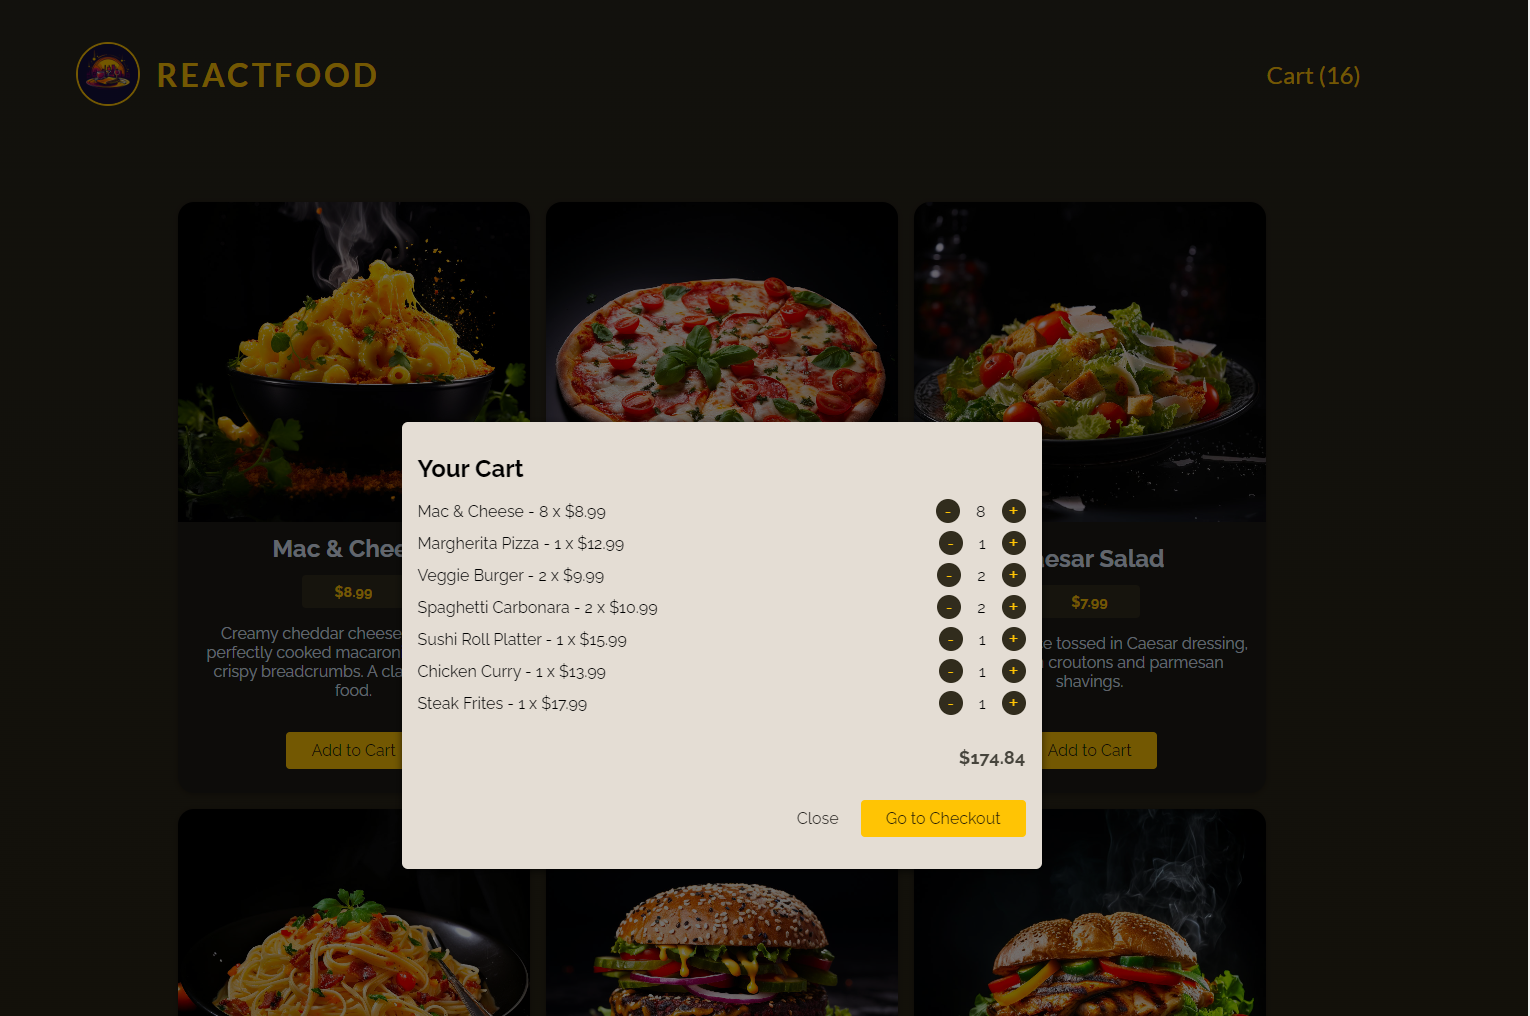 REACTFOOD
Cart (16)
Your Cart
Mac & Cheese - 8 x $8.99
- 8 +
Margherita Pizza - 1 x $12.99
- 1 +
Veggie Burger - 2 x $9.99
- 2 +
Spaghetti Carbonara - 2 x $10.99
- 2 +
Sushi Roll Platter - 1 x $15.99
- 1 +
Chicken Curry - 1 x $13.99
- 1 +
Steak Frites - 1 x $17.99
- 1 +
$174.84
Close
Go to Checkout
Mac & Chee
$8.99
Creamy cheddar cheese
perfectly cooked macaron
crispy breadcrumbs. A cla
food.
Add to Cart
esar Salad
$7.99
e tossed in Caesar dressing,
croutons and parmesan
shavings.
Add to Cart